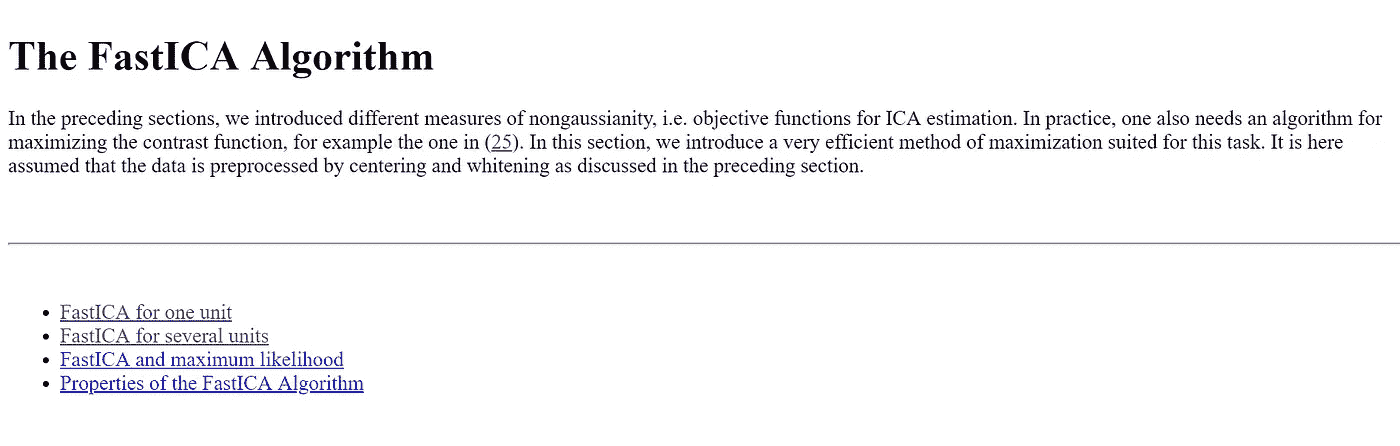 The FastICA Algorithm
In the preceding sections, we introduced different measures of nongaussianity, i.e. objective functions for ICA estimation. In practice, one also needs an algorithm for
maximizing the contrast function, for example the one in (25). In this section, we introduce a very efficient method of maximization suited for this task. It is here
assumed that the data is preprocessed by centering and whitening as discussed in the preceding section.
• FastICA for one unit
• FastICA for several units
• FastICA and maximum likelihood
• Properties of the FastICA Algorithm